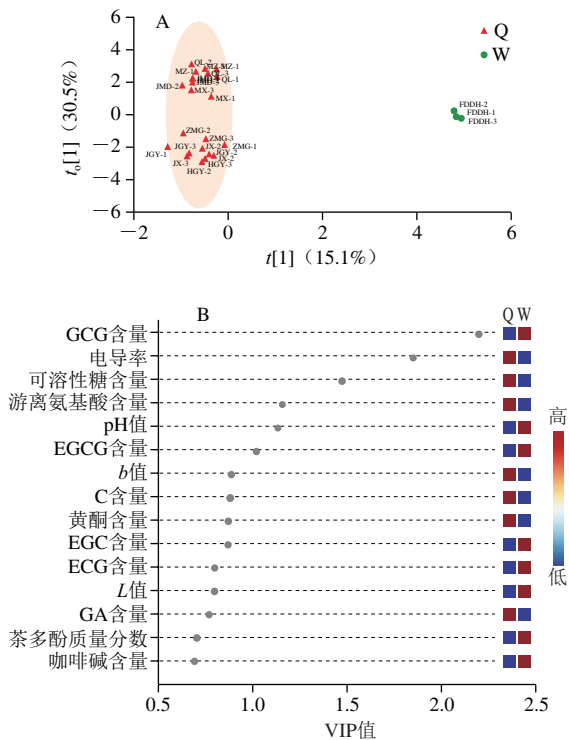 A
Q
W
6
4
2
0
−2
−4
−6
tₒ[1]（30.5%）
QL-2
MZ-1
QL-3
QL-1
JMD-2
JMD-3
MX-3
MX-1
FDDH-2
FDDH-1
FDDH-3
ZMG-2
ZMG-3
JGY-3
JX-2
ZMG-1
JGY-1
JGY-2
JX-3
HGY-3
HGY-2
−2
0
2
4
6
t[1]（15.1%）
B
Q W
GCG含量
电导率
可溶性糖含量
游离氨基酸含量
pH值
EGCG含量
b值
C含量
黄酮含量
EGC含量
ECG含量
L值
GA含量
茶多酚质量分数
咖啡碱含量
高
低
0.5
1.0
1.5
2.0
2.5
VIP值